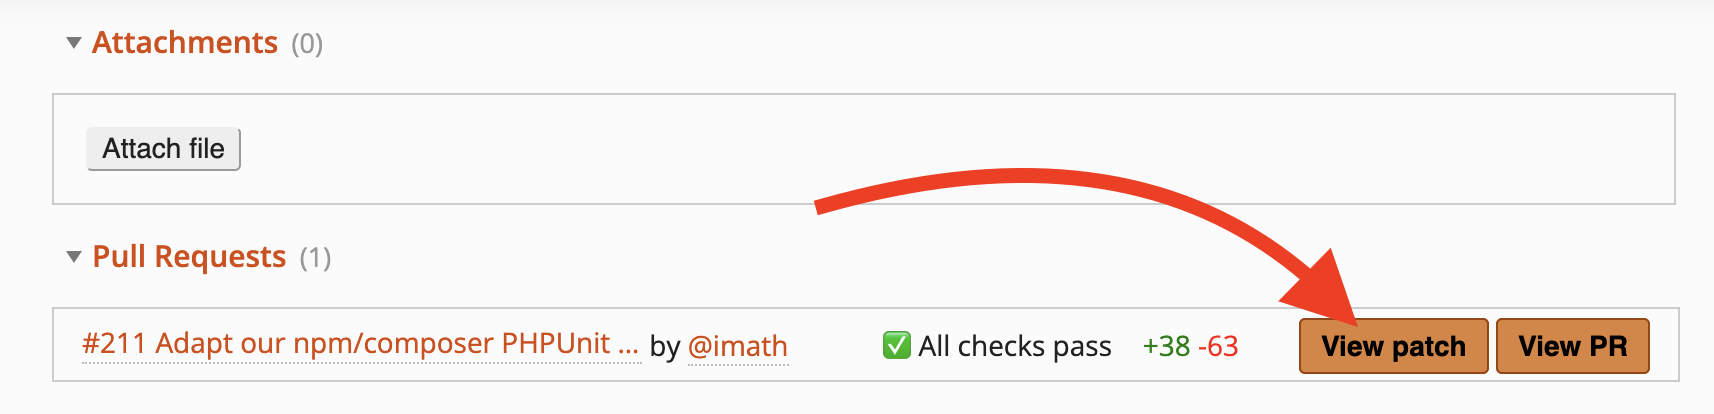 Attachments (0)
Attach file
Pull Requests (1)
#211 Adapt our npm/composer PHPUnit ... by @imath ✅ All checks pass +38 -63 View patch View PR